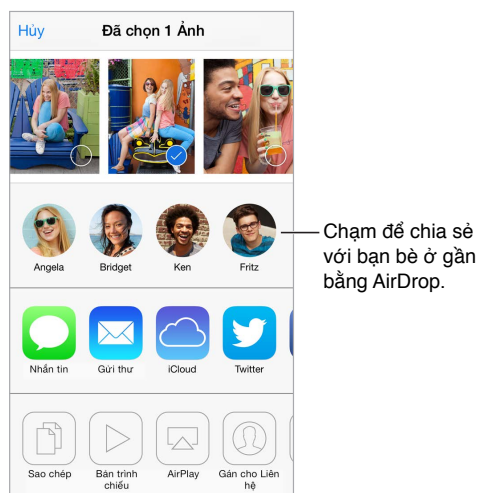 Hủy Đã chọn 1 Ảnh
Angela Bridget Ken Fritz
Chạm để chia sẻ
với bạn bè ở gần
bằng AirDrop.
Nhắn tin Gửi thư iCloud Twitter
Sao chép Bản trình chiếu AirPlay Gán cho Liên hệ